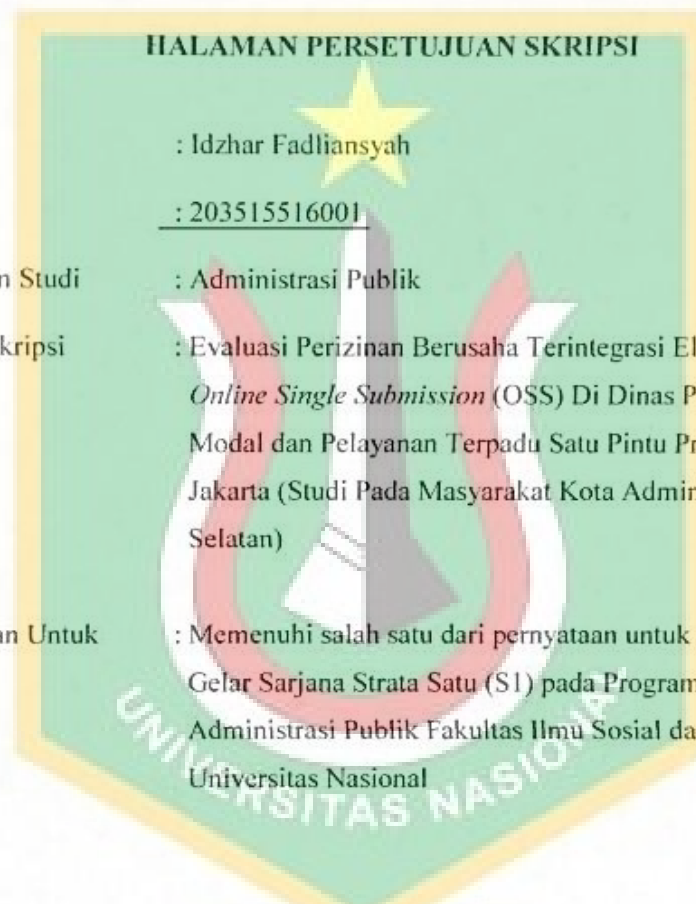 HALAMAN PERSETUJUAN SKRIPSI
: Idzhar Fadliansyah
: 203515516001
n Studi : Administrasi Publik
kripsi : Evaluasi Perizinan Berusaha Terintegrasi El
Online Single Submission (OSS) Di Dinas P
Modal dan Pelayanan Terpadu Satu Pintu Pr
Jakarta (Studi Pada Masyarakat Kota Admin
Selatan)
an Untuk : Memenuhi salah satu dari pernyataan untuk
Gelar Sarjana Strata Satu (S1) pada Program
Administrasi Publik Fakultas Ilmu Sosial da
Universitas Nasional
UNIVERSITAS NASIONAL